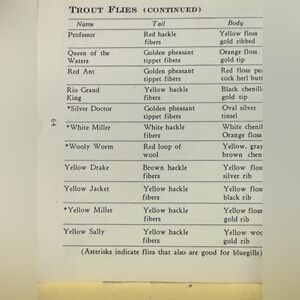 TROUT FLIES (CONTINUED)
Name Tail Body
Professor Red hackle fibers Yellow floss gold ribbed
Queen of the Waters Golden pheasant tippet fibers Orange floss gold tip
Red Ant Golden pheasant tippet fibers Red floss pea cock herl butt
Rio Grand King Yellow hackle fibers Black chenill gold tip
*Silver Doctor Golden pheasant tippet fibers Oval silver tinsel
*White Miller White hackle fibers White chenil Orange floss
*Wooly Worm Red loop of wool Yellow, gray brown chen
Yellow Drake Brown hackle fibers Yellow flos silver rib
Yellow Jacket Yellow hackle fibers Yellow flos black rib
*Yellow Miller Yellow hackle fibers Yellow floss gold rib
Yellow Sally Yellow hackle fibers Yellow woo gold rib
(Asterisks indicate flies that also are good for bluegills)
64